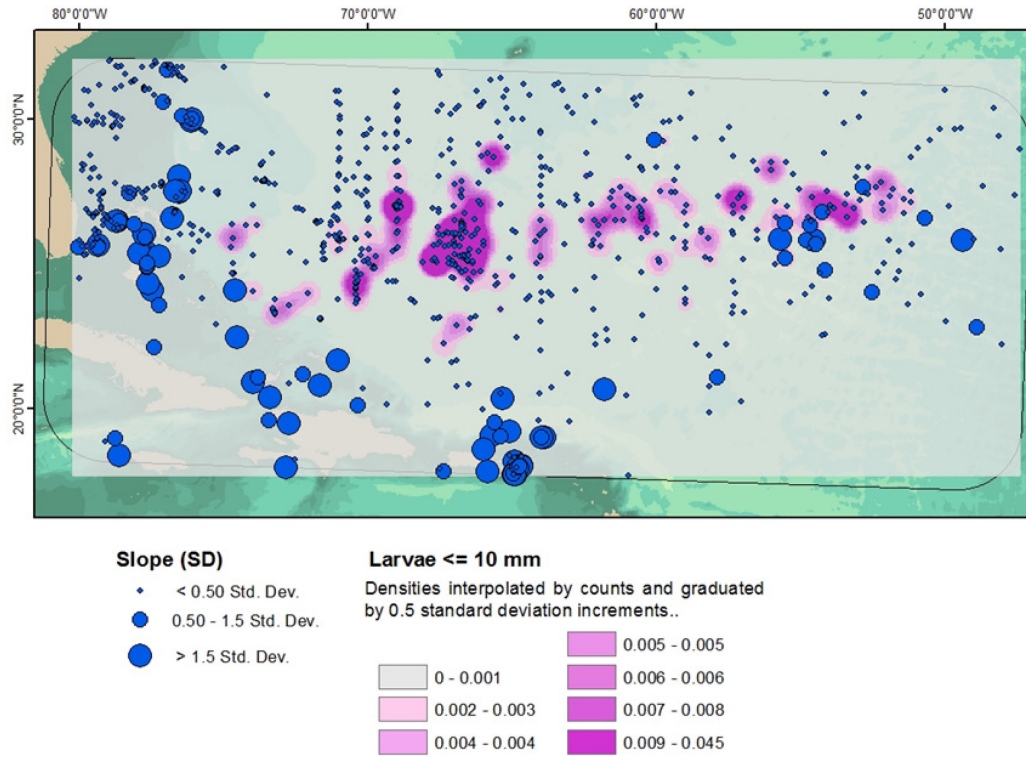 80°0'0"W 70°0'0"W 60°0'0"W 50°0'0"W
30°0'0"N
20°0'0"N
Slope (SD)
< 0.50 Std. Dev.
0.50 - 1.5 Std. Dev.
> 1.5 Std. Dev.
Larvae <= 10 mm
Densities interpolated by counts and graduated
by 0.5 standard deviation increments..
0 - 0.001
0.002 - 0.003
0.004 - 0.004
0.005 - 0.005
0.006 - 0.006
0.007 - 0.008
0.009 - 0.045